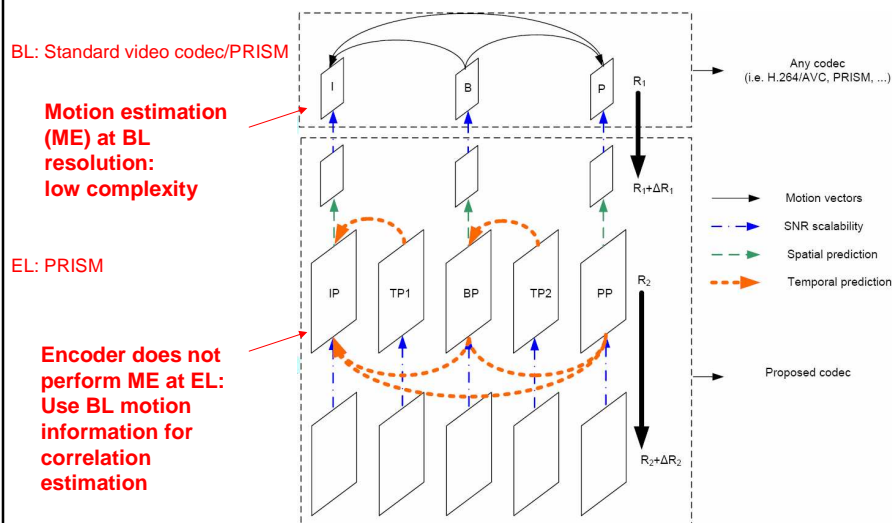 BL: Standard video codec/PRISM
Motion estimation
(ME) at BL
resolution:
low complexity
EL: PRISM
Encoder does not
perform ME at EL:
Use BL motion
information for
correlation
estimation
I
B
P
R1
R1+ΔR1
IP
TP1
BP
TP2
PP
R2
R2+ΔR2
Any codec
(i.e. H.264/AVC, PRISM, ...)
Motion vectors
SNR scalability
Spatial prediction
Temporal prediction
Proposed codec